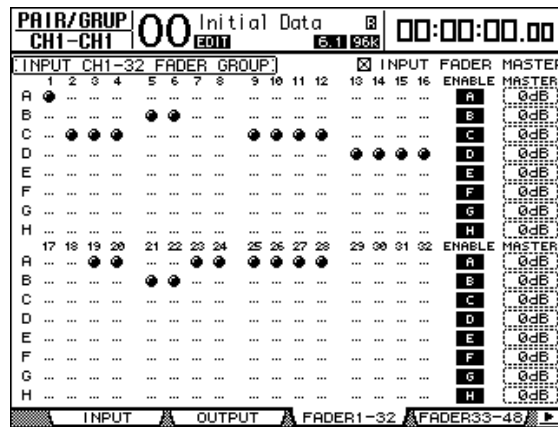 PAIR/GRUP
CH1-CH1
00
Initial Data
EDIT
R
6.1 96k
00:00:00.00
INPUT CH1-32 FADER GROUP
INPUT FADER MASTER
1 2 3 4 5 6 7 8 9 10 11 12 13 14 15 16 ENABLE MASTER
A A 0dB
B B 0dB
C C 0dB
D D 0dB
E E 0dB
F F 0dB
G G 0dB
H H 0dB
17 18 19 20 21 22 23 24 25 26 27 28 29 30 31 32 ENABLE MASTER
A A 0dB
B B 0dB
C C 0dB
D D 0dB
E E 0dB
F F 0dB
G G 0dB
H H 0dB
INPUT OUTPUT FADER1-32 FADER33-48